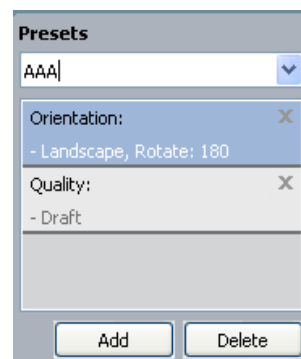 Presets
AAA
Orientation:
- Landscape, Rotate: 180
Quality:
- Draft
Add Delete